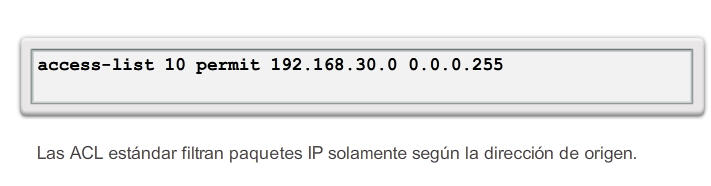 access-list 10 permit 192.168.30.0 0.0.0.255
Las ACL estándar filtran paquetes IP solamente según la dirección de origen.